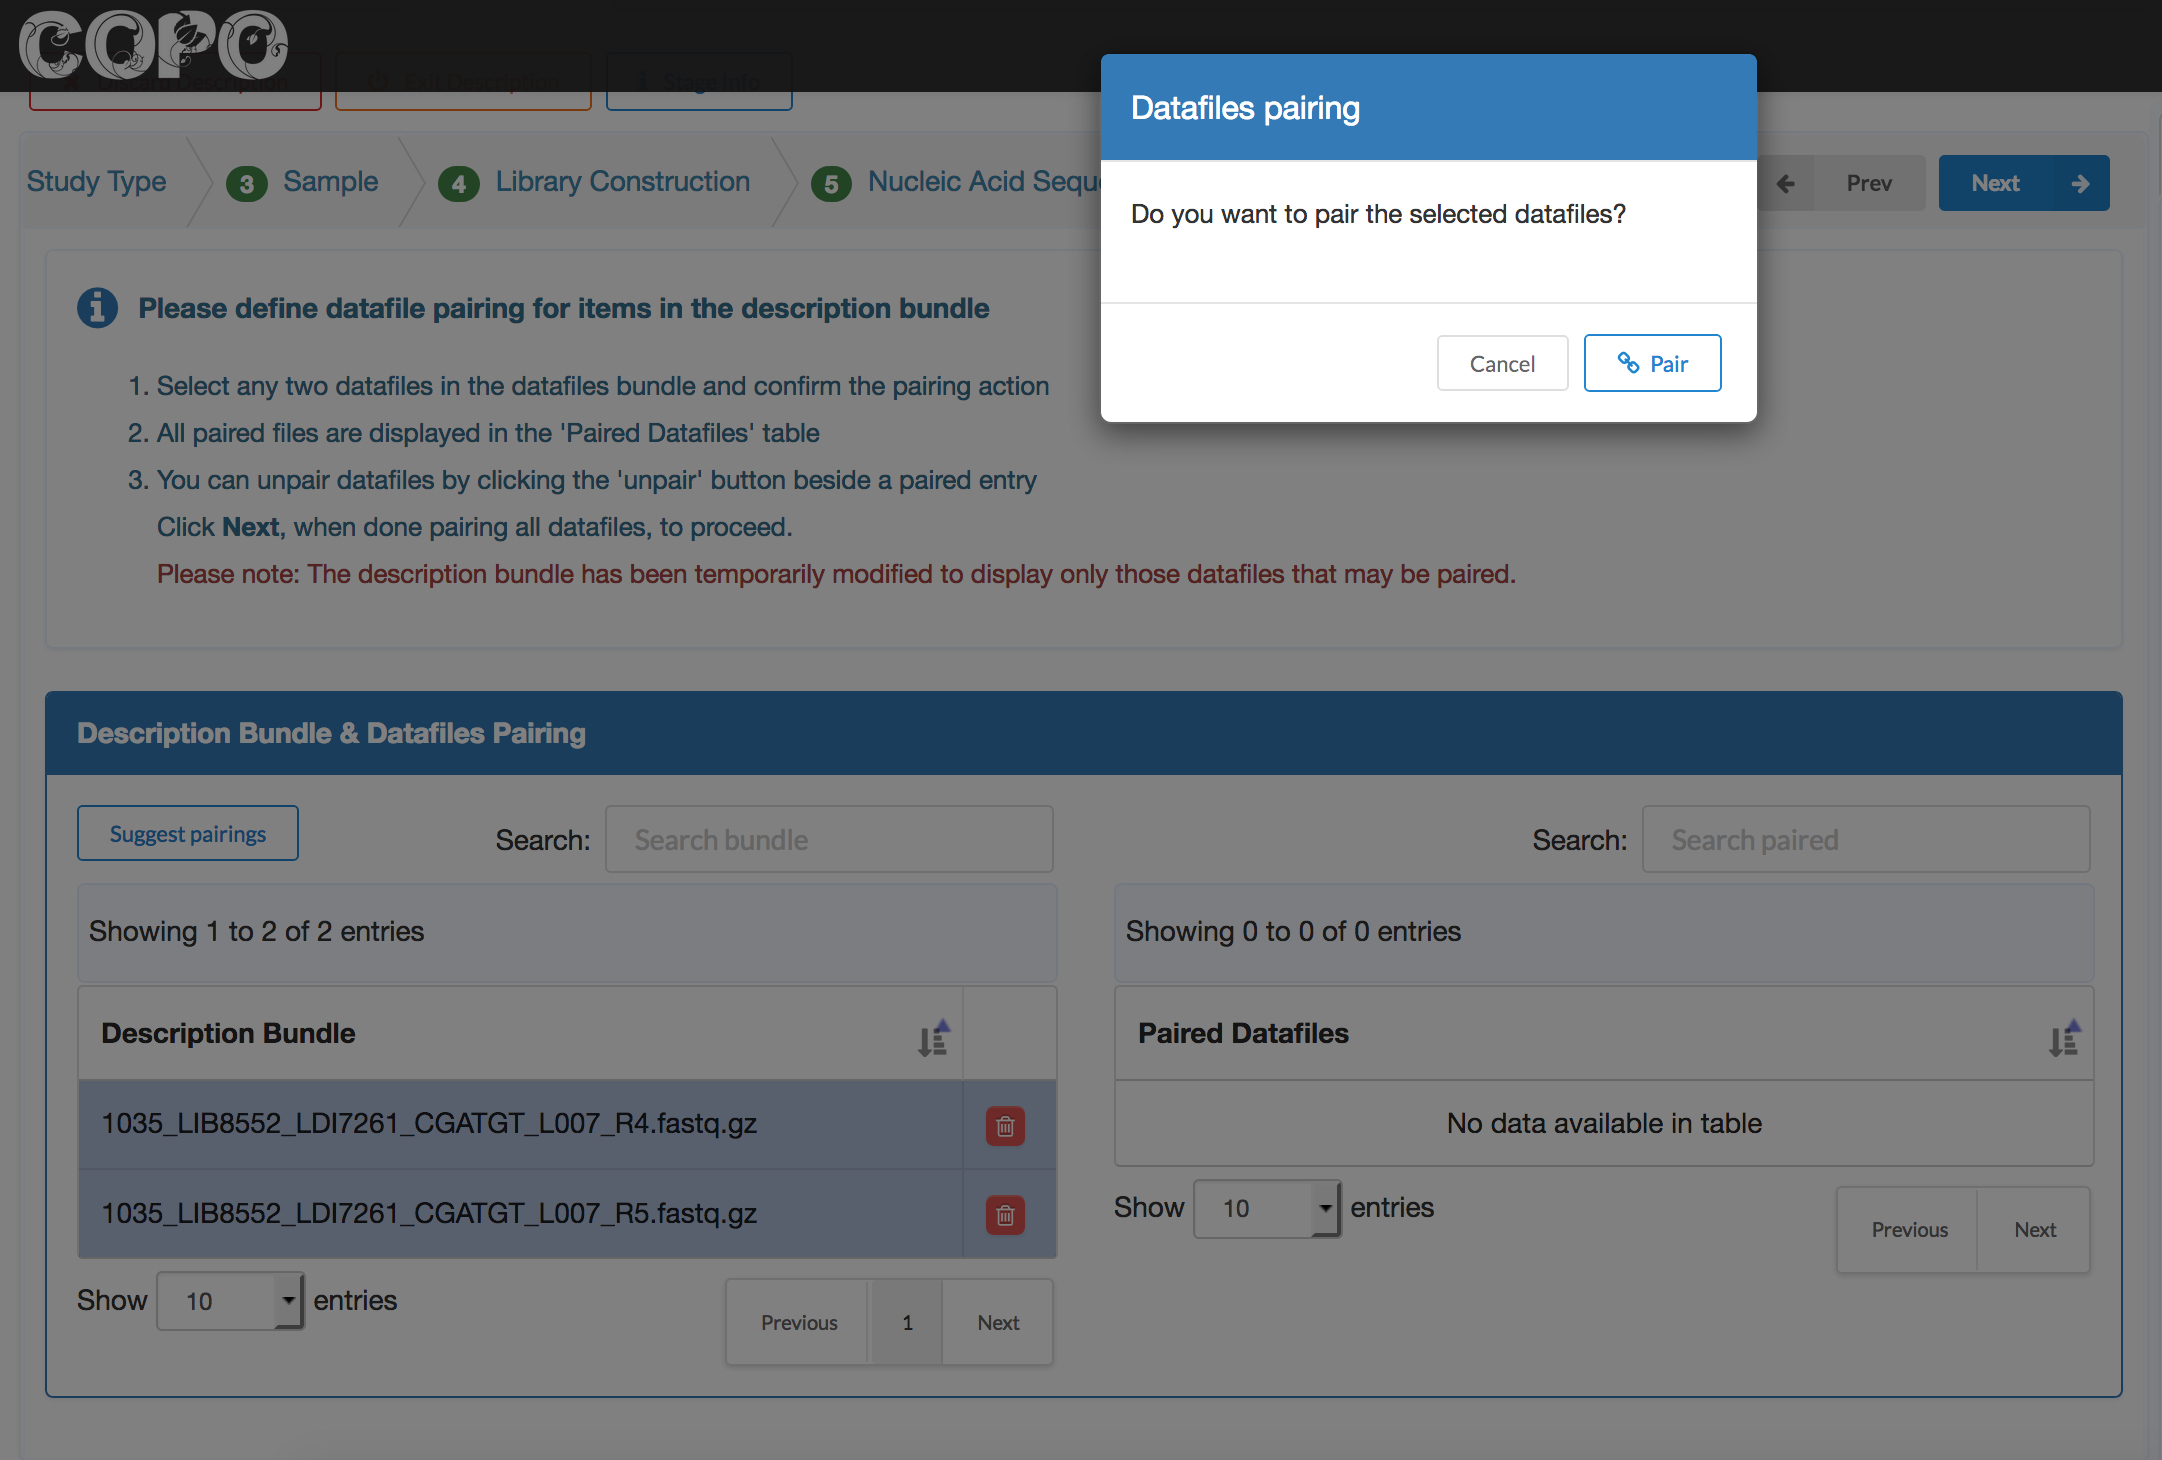 COPO
Discard Description
Exit Description
Stage Info
Study Type
3 Sample
4 Library Construction
5 Nucleic Acid Sequ
Prev
Next
Datafiles pairing
Do you want to pair the selected datafiles?
Cancel
Pair
Please define datafile pairing for items in the description bundle
1. Select any two datafiles in the datafiles bundle and confirm the pairing action
2. All paired files are displayed in the 'Paired Datafiles' table
3. You can unpair datafiles by clicking the 'unpair' button beside a paired entry
Click Next, when done pairing all datafiles, to proceed.
Please note: The description bundle has been temporarily modified to display only those datafiles that may be paired.
Description Bundle & Datafiles Pairing
Suggest pairings
Search: Search bundle
Showing 1 to 2 of 2 entries
Description Bundle
1035_LIB8552_LDI7261_CGATGT_L007_R4.fastq.gz
1035_LIB8552_LDI7261_CGATGT_L007_R5.fastq.gz
Show 10 entries
Previous 1 Next
Search: Search paired
Showing 0 to 0 of 0 entries
Paired Datafiles
No data available in table
Show 10 entries
Previous Next